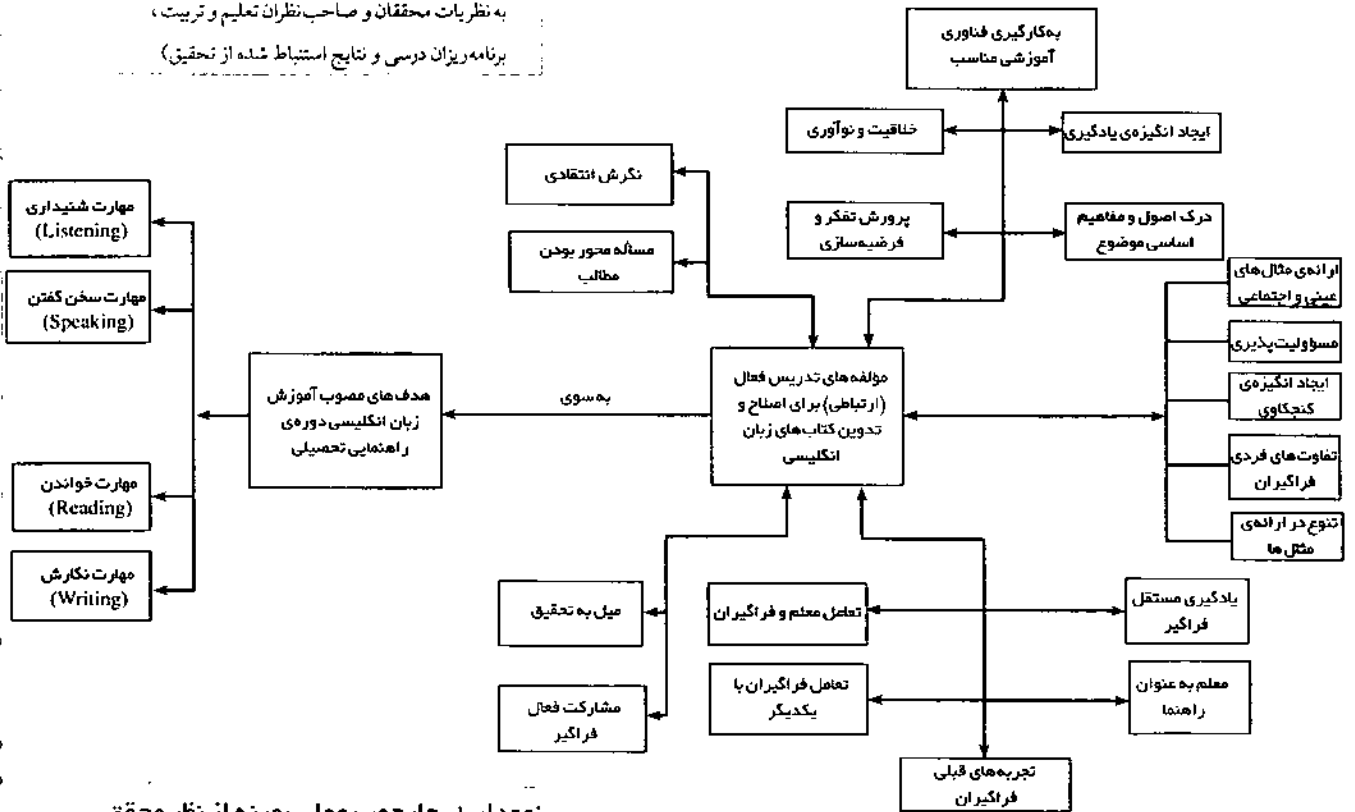 به نظریات محققان و صاحب‌نظران تعلیم و تربیت،
برنامه‌ریزان درسی و نتایج استنباط شده از تحقیق)
به‌کارگیری فناوری
آموزشی مناسب
خلاقیت و نوآوری
ایجاد انگیزه‌ی یادگیری
پرورش تفکر و
فرضیه‌سازی
درک اصول و مفاهیم
اساسی موضوع
نگرش انتقادی
مسأله محور بودن
مطالب
ارائه‌ی مثال‌های
عینی و اجتماعی
مسؤولیت‌پذیری
ایجاد انگیزه‌ی
کنجکاوی
تفاوت‌های فردی
فراگیران
تنوع در ارائه‌ی
مثال‌ها
مؤلفه‌های تدریس فعال
(ارتباطی) برای اصلاح و
تدوین کتاب‌های زبان
انگلیسی
به سوی
هدف‌های مصوب آموزش
زبان انگلیسی دوره‌ی
راهنمایی تحصیلی
مهارت شنیداری
(Listening)
مهارت سخن گفتن
(Speaking)
مهارت خواندن
(Reading)
مهارت نگارش
(Writing)
میل به تحقیق
مشارکت فعال
فراگیر
تعامل معلم و فراگیران
یادگیری مستقل
فراگیر
تعامل فراگیران با
یکدیگر
معلم به عنوان
راهنما
تجربه‌های قبلی
فراگیران